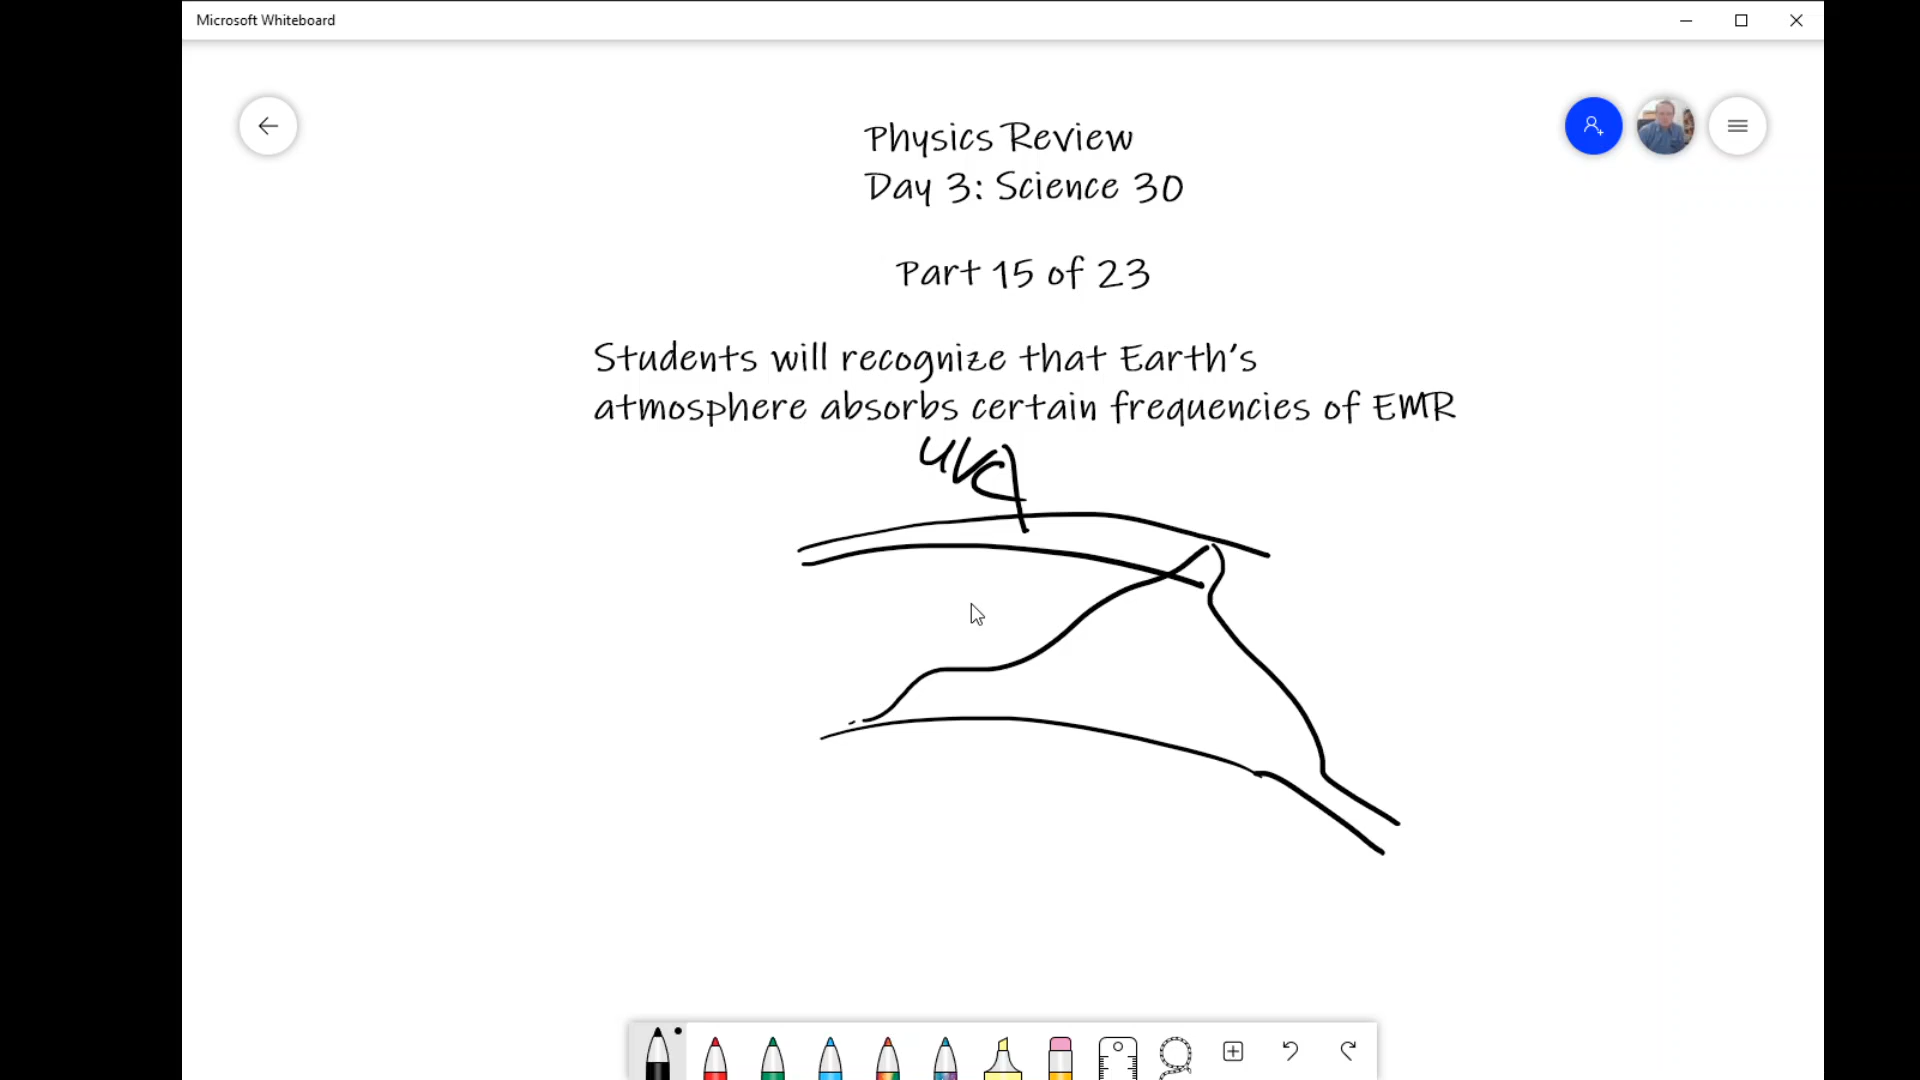 Microsoft Whiteboard
Physics Review
Day 3: Science 30
Part 15 of 23
Students will recognize that Earth's
atmosphere absorbs certain frequencies of EMR
UVC